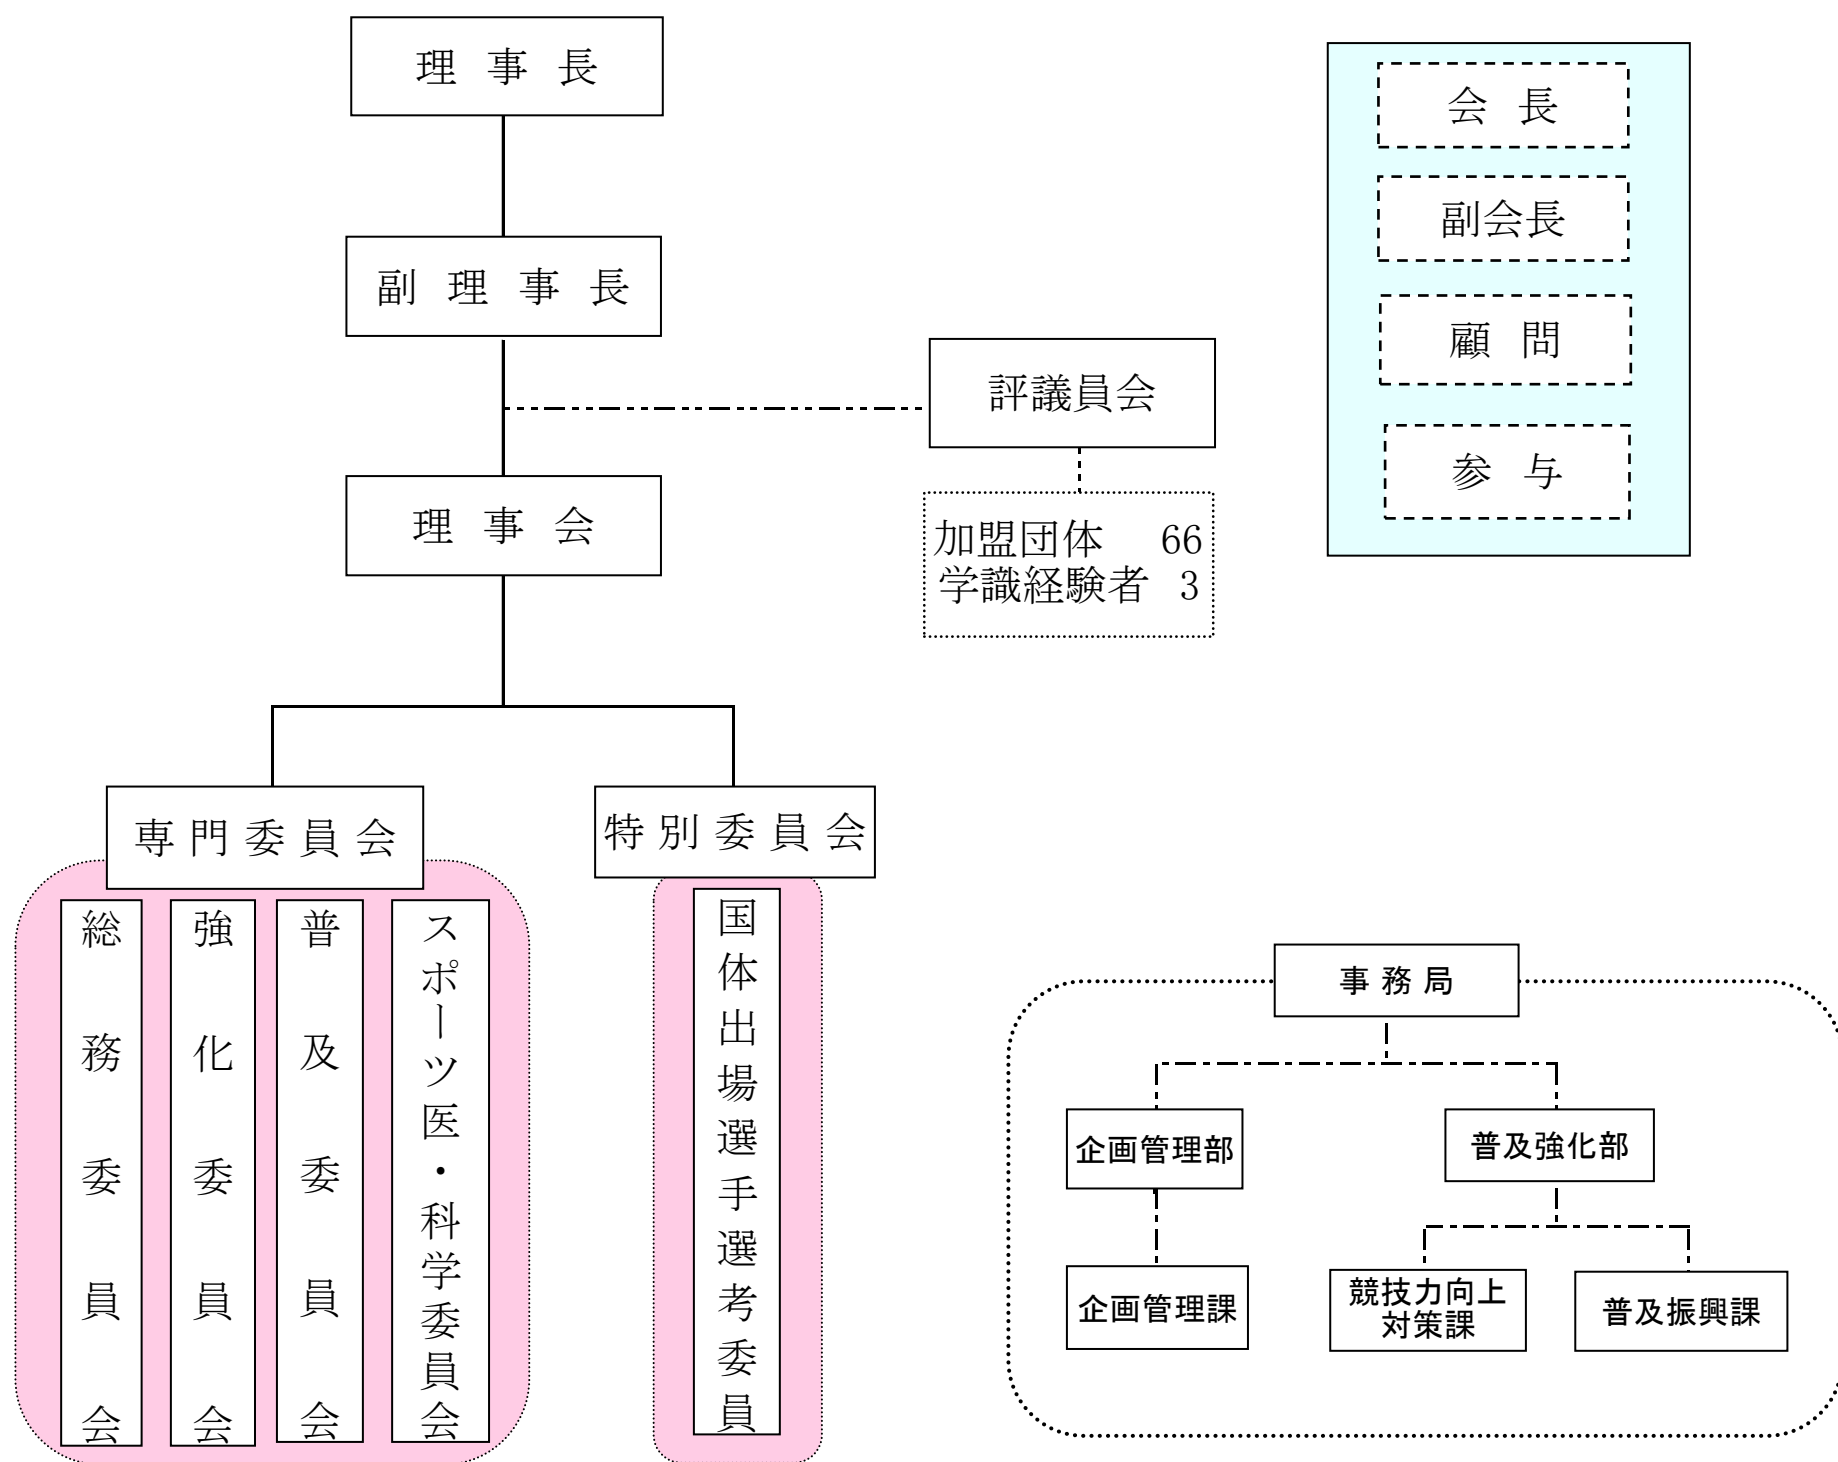 理事長
副理事長
評議員会
理事会
加盟団体 66
学識経験者 3
会長
副会長
顧問
参与
専門委員会
総務委員会
強化委員会
普及委員会
スポーツ医・科学委員会
特別委員会
国体出場選手選考委員
事務局
企画管理部
普及強化部
企画管理課
競技力向上
対策課
普及振興課